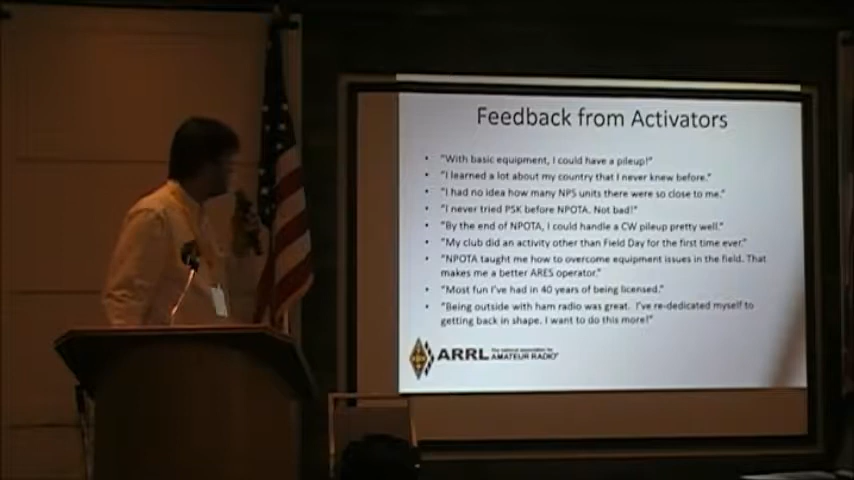 Feedback from Activators
• "With basic equipment, I could have a pileup!"
• "I learned a lot about my country that I never knew before."
• "I had no idea how many NPS units there were so close to me."
• "I never tried PSK before NPOTA. Not bad!"
• "By the end of NPOTA, I could handle a CW pileup pretty well."
• "My club did an activity other than Field Day for the first time ever."
• "NPOTA taught me how to overcome equipment issues in the field. That
makes me a better ARES operator."
• "Most fun I've had in 40 years of being licensed."
• "Being outside with ham radio was great. I've re-dedicated myself to
getting back in shape. I want to do this more!"
ARRL The national association for
AMATEUR RADIO